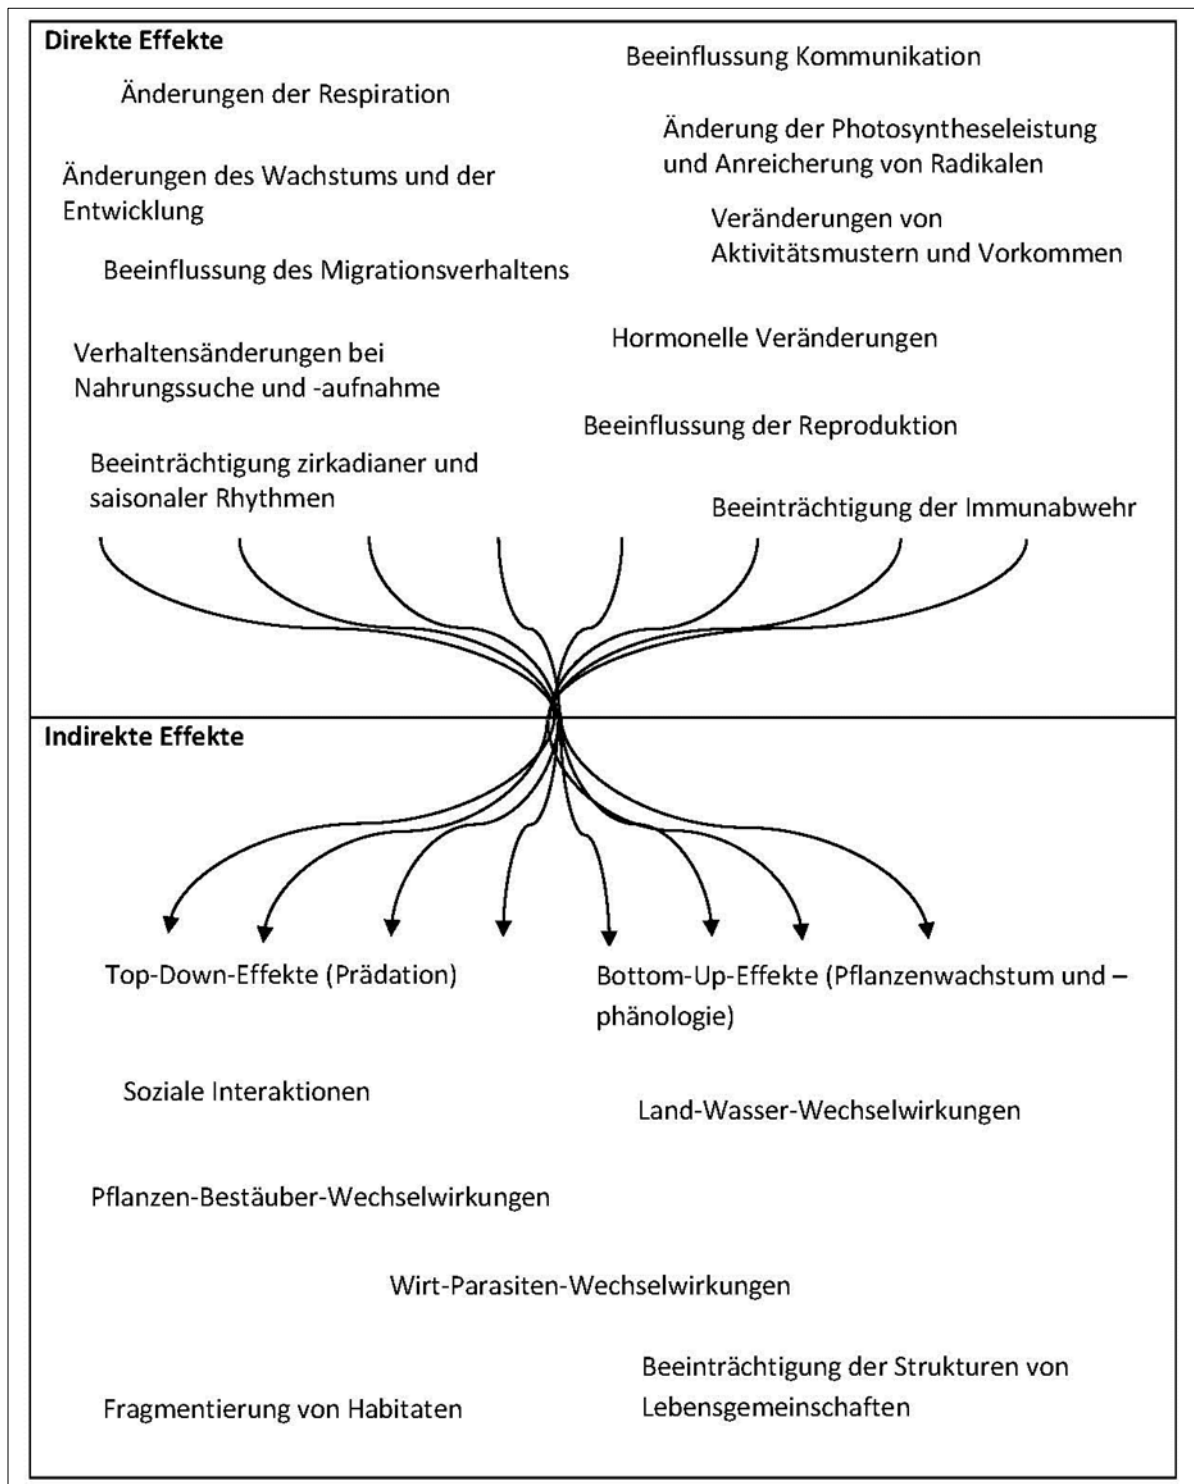 Direkte Effekte
Beeinflussung Kommunikation
Änderungen der Respiration
Änderung der Photosyntheseleistung
und Anreicherung von Radikalen
Änderungen des Wachstums und der
Entwicklung
Veränderungen von
Aktivitätsmustern und Vorkommen
Beeinflussung des Migrationsverhaltens
Hormonelle Veränderungen
Verhaltensänderungen bei
Nahrungssuche und -aufnahme
Beeinflussung der Reproduktion
Beeinträchtigung zirkadianer und
saisonaler Rhythmen
Beeinträchtigung der Immunabwehr
Indirekte Effekte
Top-Down-Effekte (Prädation)
Bottom-Up-Effekte (Pflanzenwachstum und –
phänologie)
Soziale Interaktionen
Land-Wasser-Wechselwirkungen
Pflanzen-Bestäuber-Wechselwirkungen
Wirt-Parasiten-Wechselwirkungen
Beeinträchtigung der Strukturen von
Lebensgemeinschaften
Fragmentierung von Habitaten